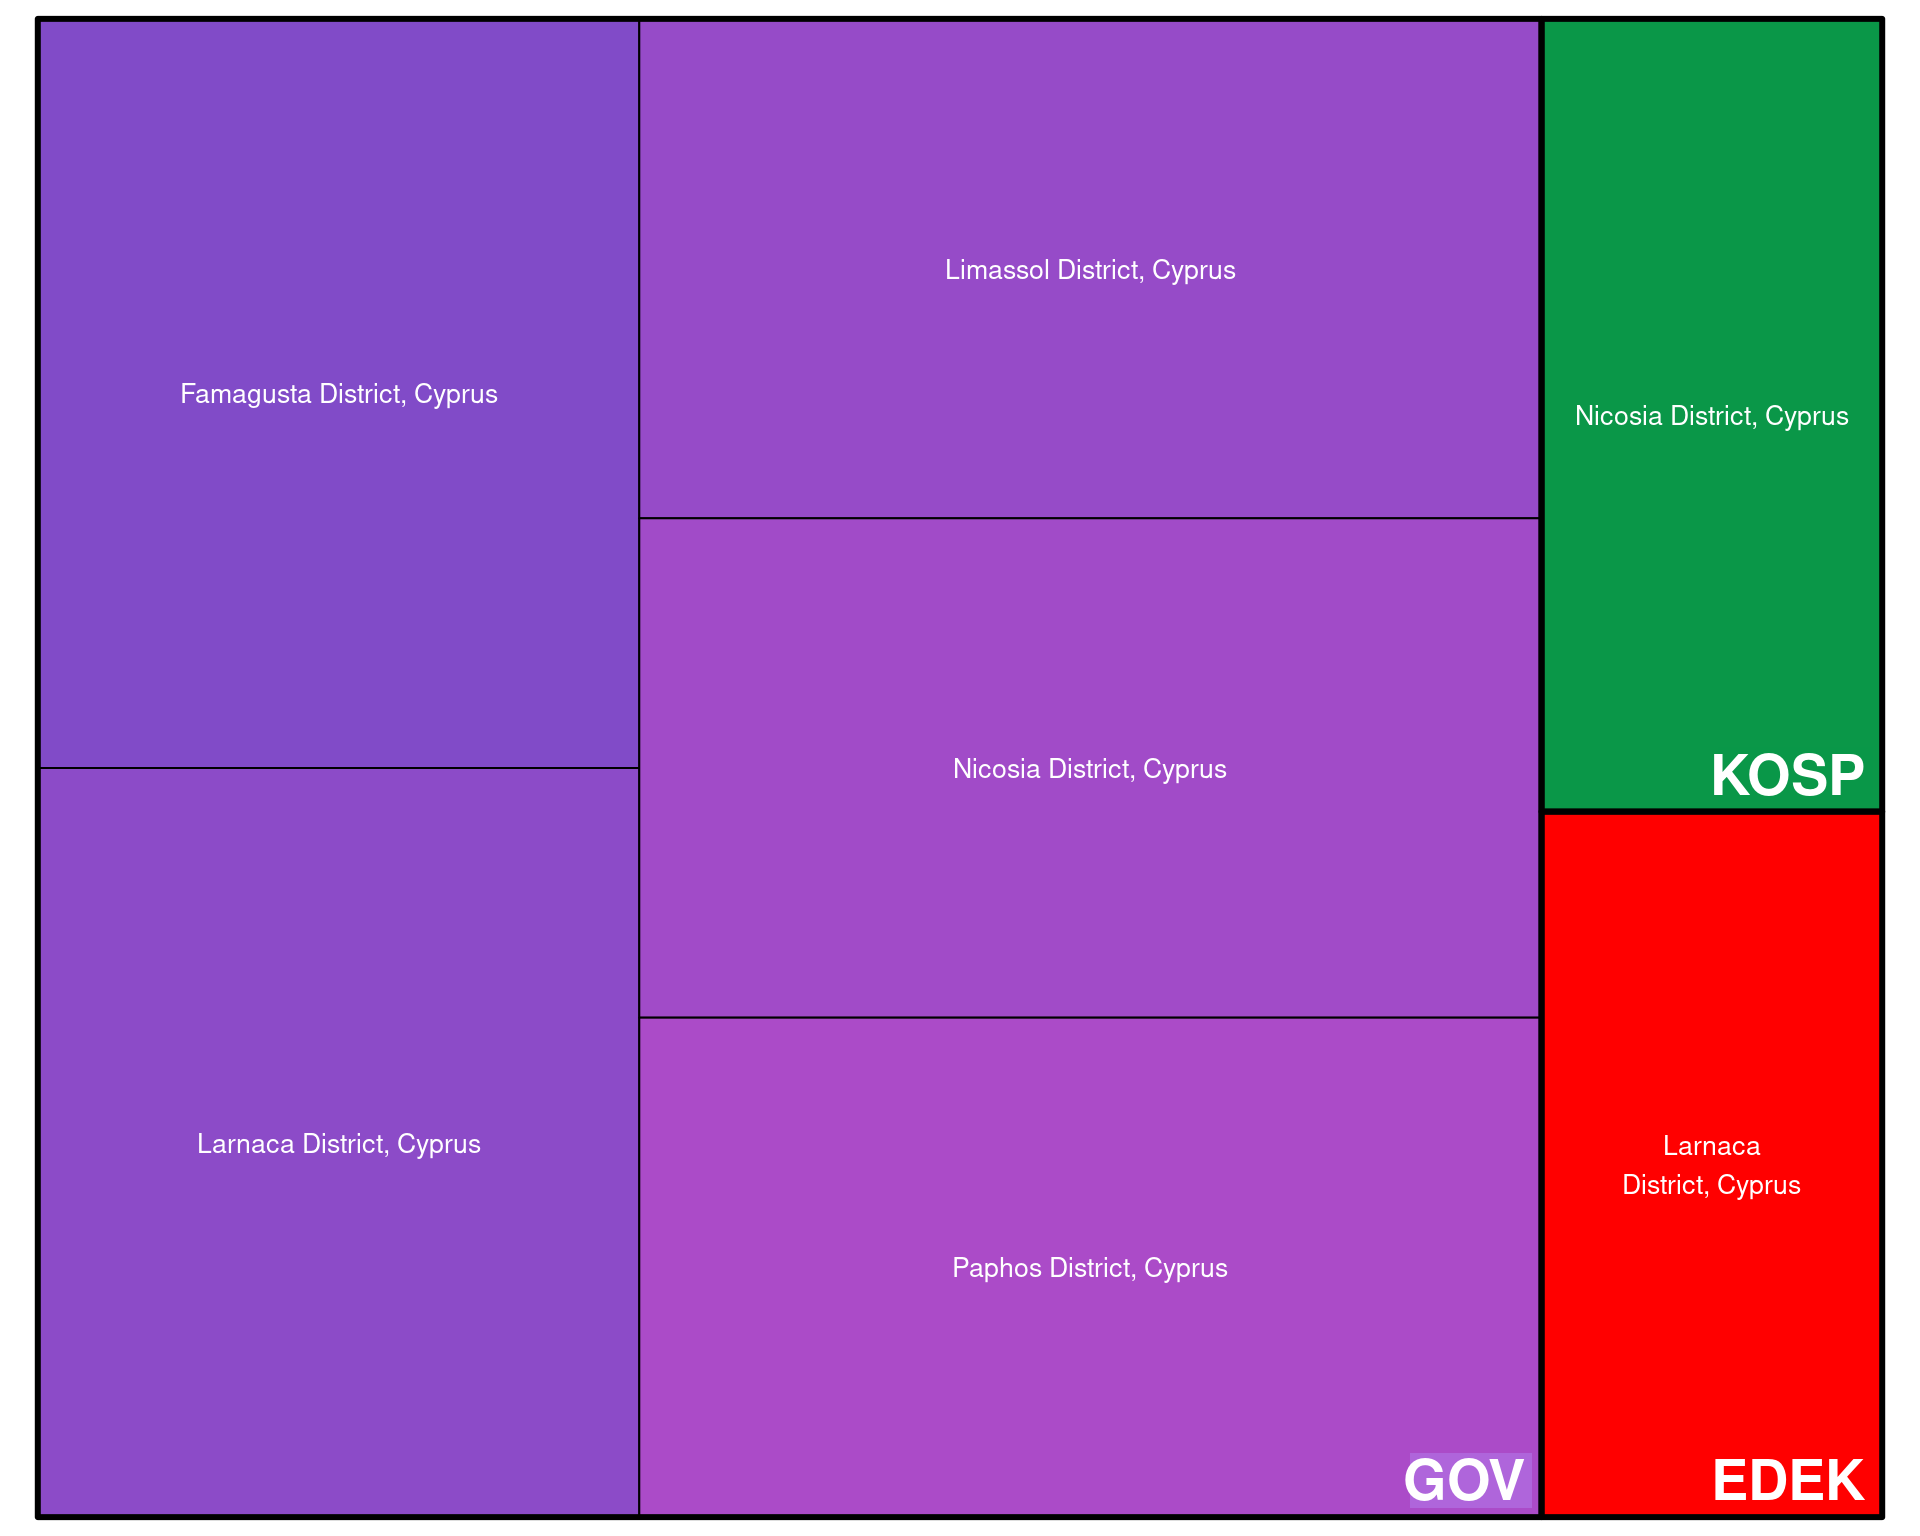 Famagusta District, Cyprus
Larnaca District, Cyprus
Limassol District, Cyprus
Nicosia District, Cyprus
Paphos District, Cyprus
GOV
Nicosia District, Cyprus
KOSP
Larnaca
District, Cyprus
EDEK